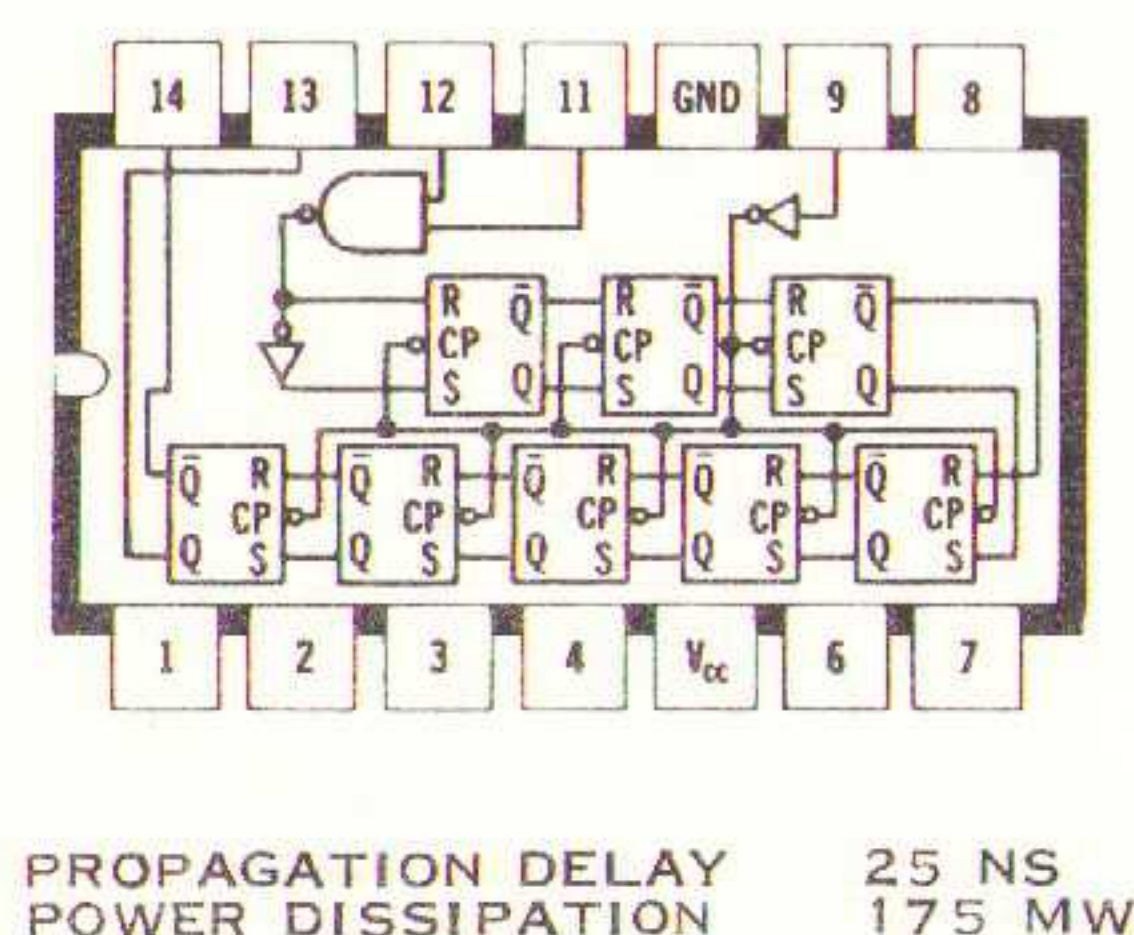 14 13 12 11 GND 9 8
R Q̄ R Q̄ R Q̄
CP CP CP
S Q S Q S Q
Q̄ R Q̄ R Q̄ R Q̄ R Q̄ R
CP CP CP CP CP
Q S Q S Q S Q S Q S
1 2 3 4 Vcc 6 7
PROPAGATION DELAY 25 NS
POWER DISSIPATION 175 MW